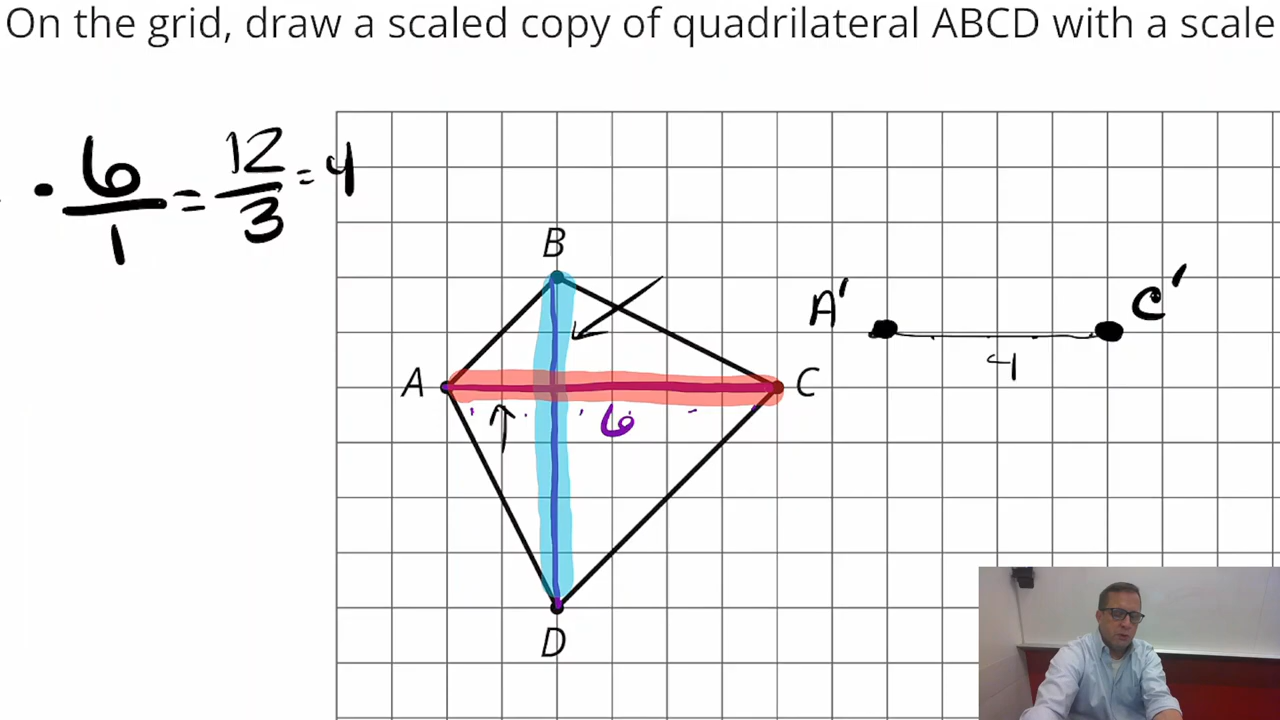 On the grid, draw a scaled copy of quadrilateral ABCD with a scale
· 6/1 = 12/3 = 4
B
A'
C'
4
A
C
6
D